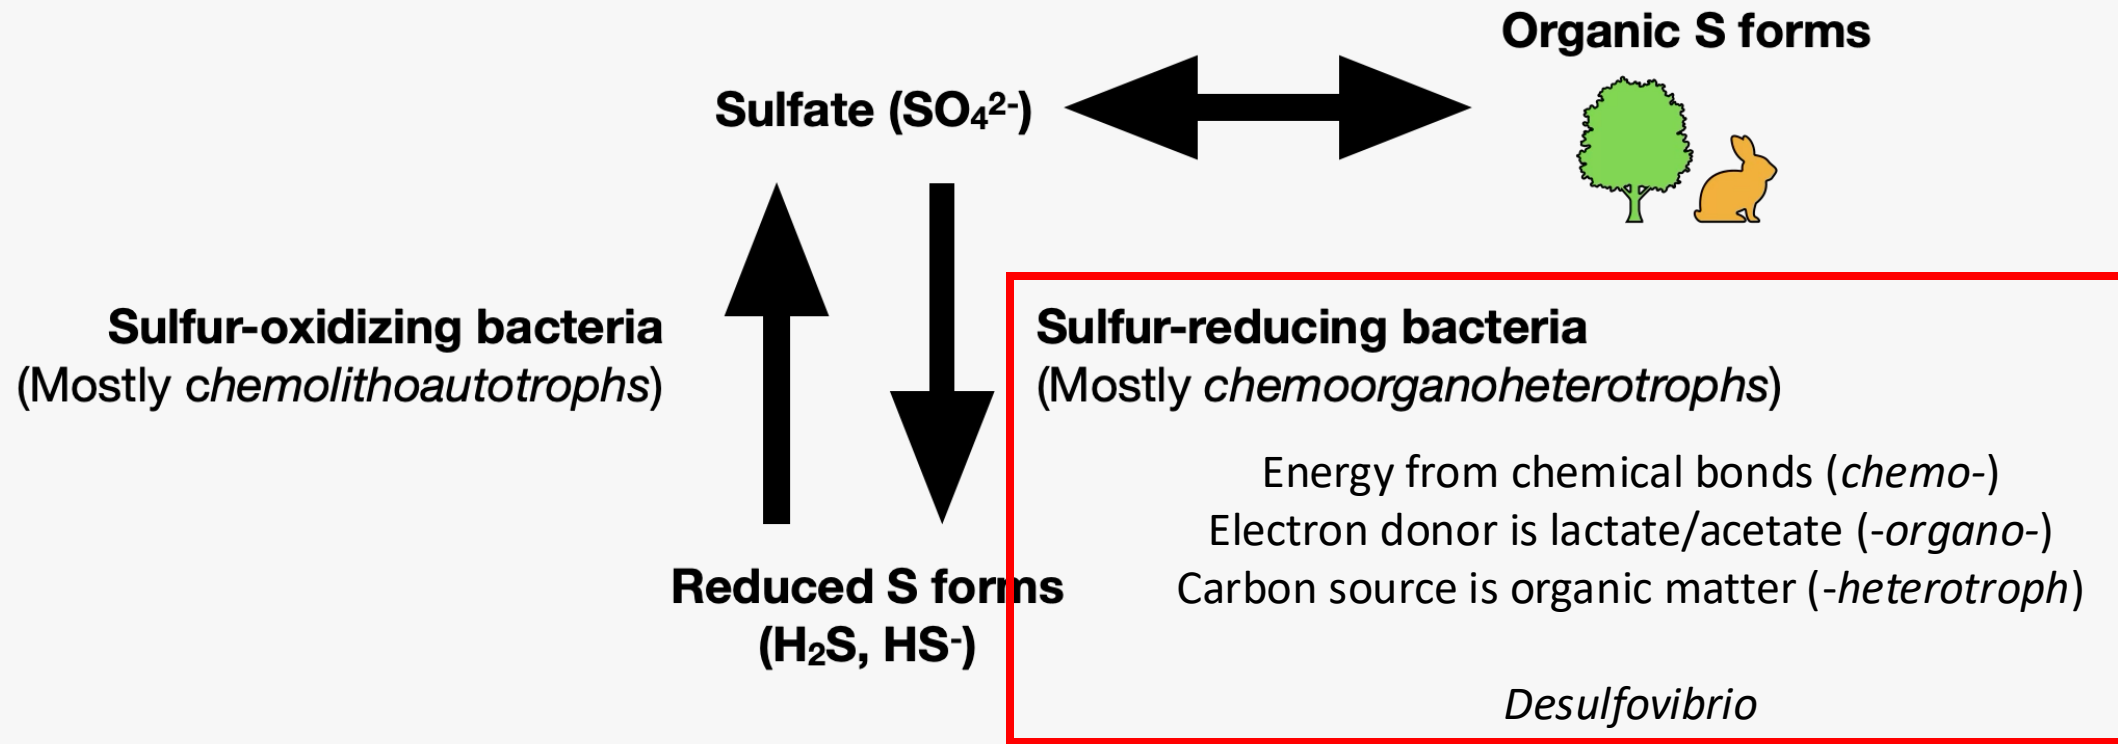 Organic S forms
Sulfate (SO₄²⁻)
Sulfur-oxidizing bacteria
(Mostly chemolithoautotrophs)
Sulfur-reducing bacteria
(Mostly chemoorganoheterotrophs)
Energy from chemical bonds (chemo-)
Electron donor is lactate/acetate (-organo-)
Carbon source is organic matter (-heterotroph)
Reduced S forms
(H₂S, HS⁻)
Desulfovibrio